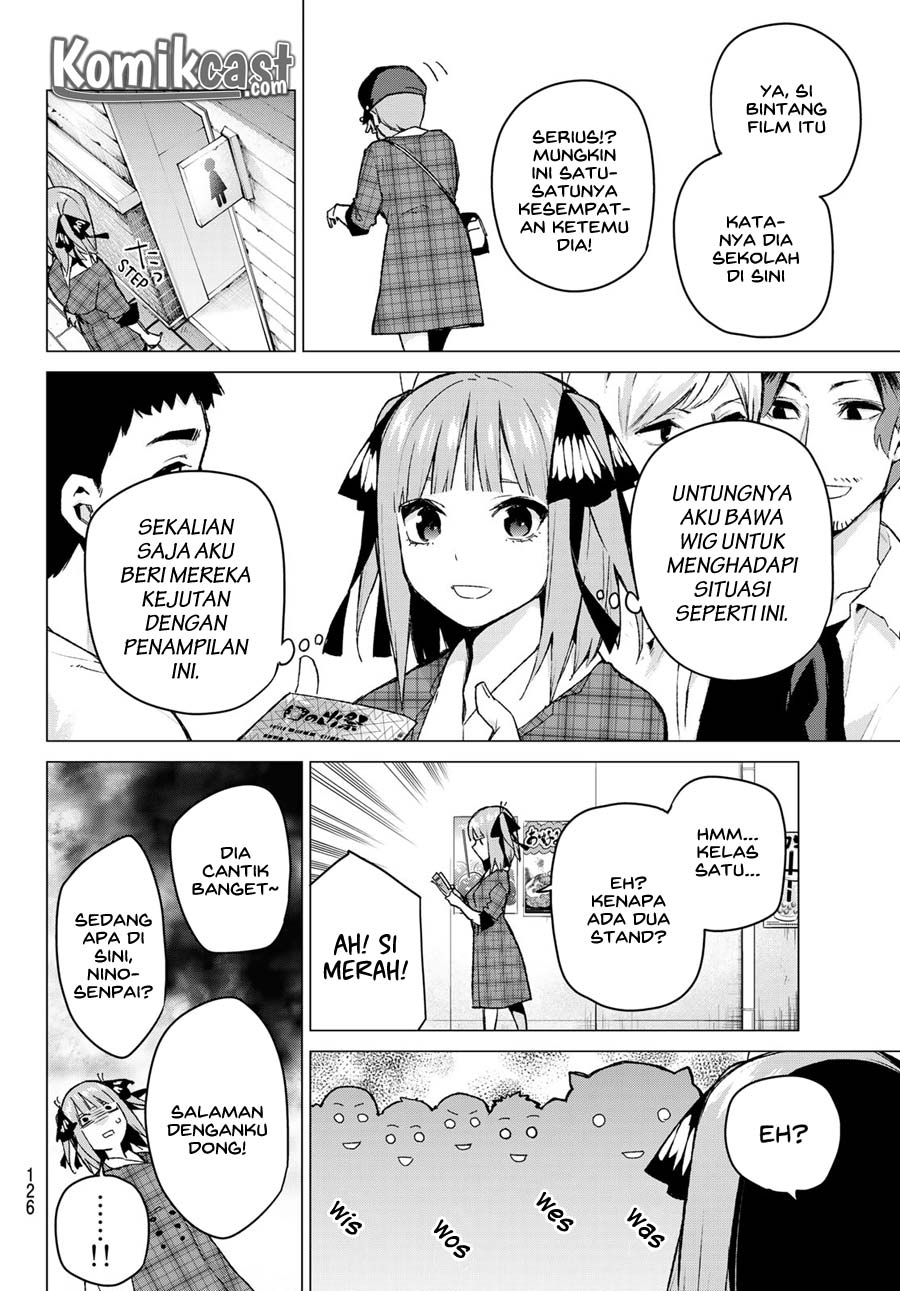 Komikcast
.com
YA, SI
BINTANG
FILM ITU
KATA-
NYA DIA
SEKOLAH
DI SINI
SERIUS!?
MUNGKIN
INI SATU-
SATUNYA
KESEMPAT-
AN KETEMU
DIA!
STEP
UNTUNGNYA
AKU BAWA
WIG UNTUK
MENGHADAPI
SITUASI
SEPERTI INI.
SEKALIAN
SAJA AKU
BERI MEREKA
KEJUTAN
DENGAN
PENAMPILAN
INI.
HMM...
KELAS
SATU...
EH?
KENAPA
ADA DUA
STAND?
AH! SI
MERAH!
EH?
wis
wos
wes
was
DIA
CANTIK
BANGET~
SEDANG
APA DI
SINI,
NINO-
SENPAI?
SALAMAN
DENGANKU
DONG!
......!!
126